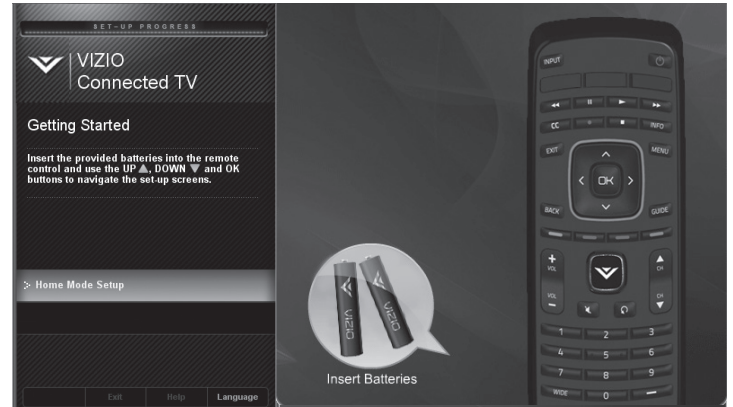 SET-UP PROGRESS
VIZIO
Connected TV
Getting Started
Insert the provided batteries into the remote
control and use the UP ▲, DOWN ▼ and OK
buttons to navigate the set-up screens.
> Home Mode Setup
Exit
Help
Language
VIZIO
VIZIO
Insert Batteries
INPUT
CC
INFO
EXIT
MENU
OK
BACK
GUIDE
+
VOL
CH
VOL
CH
−
1 2 3
4 5 6
7 8 9
WIDE 0 —